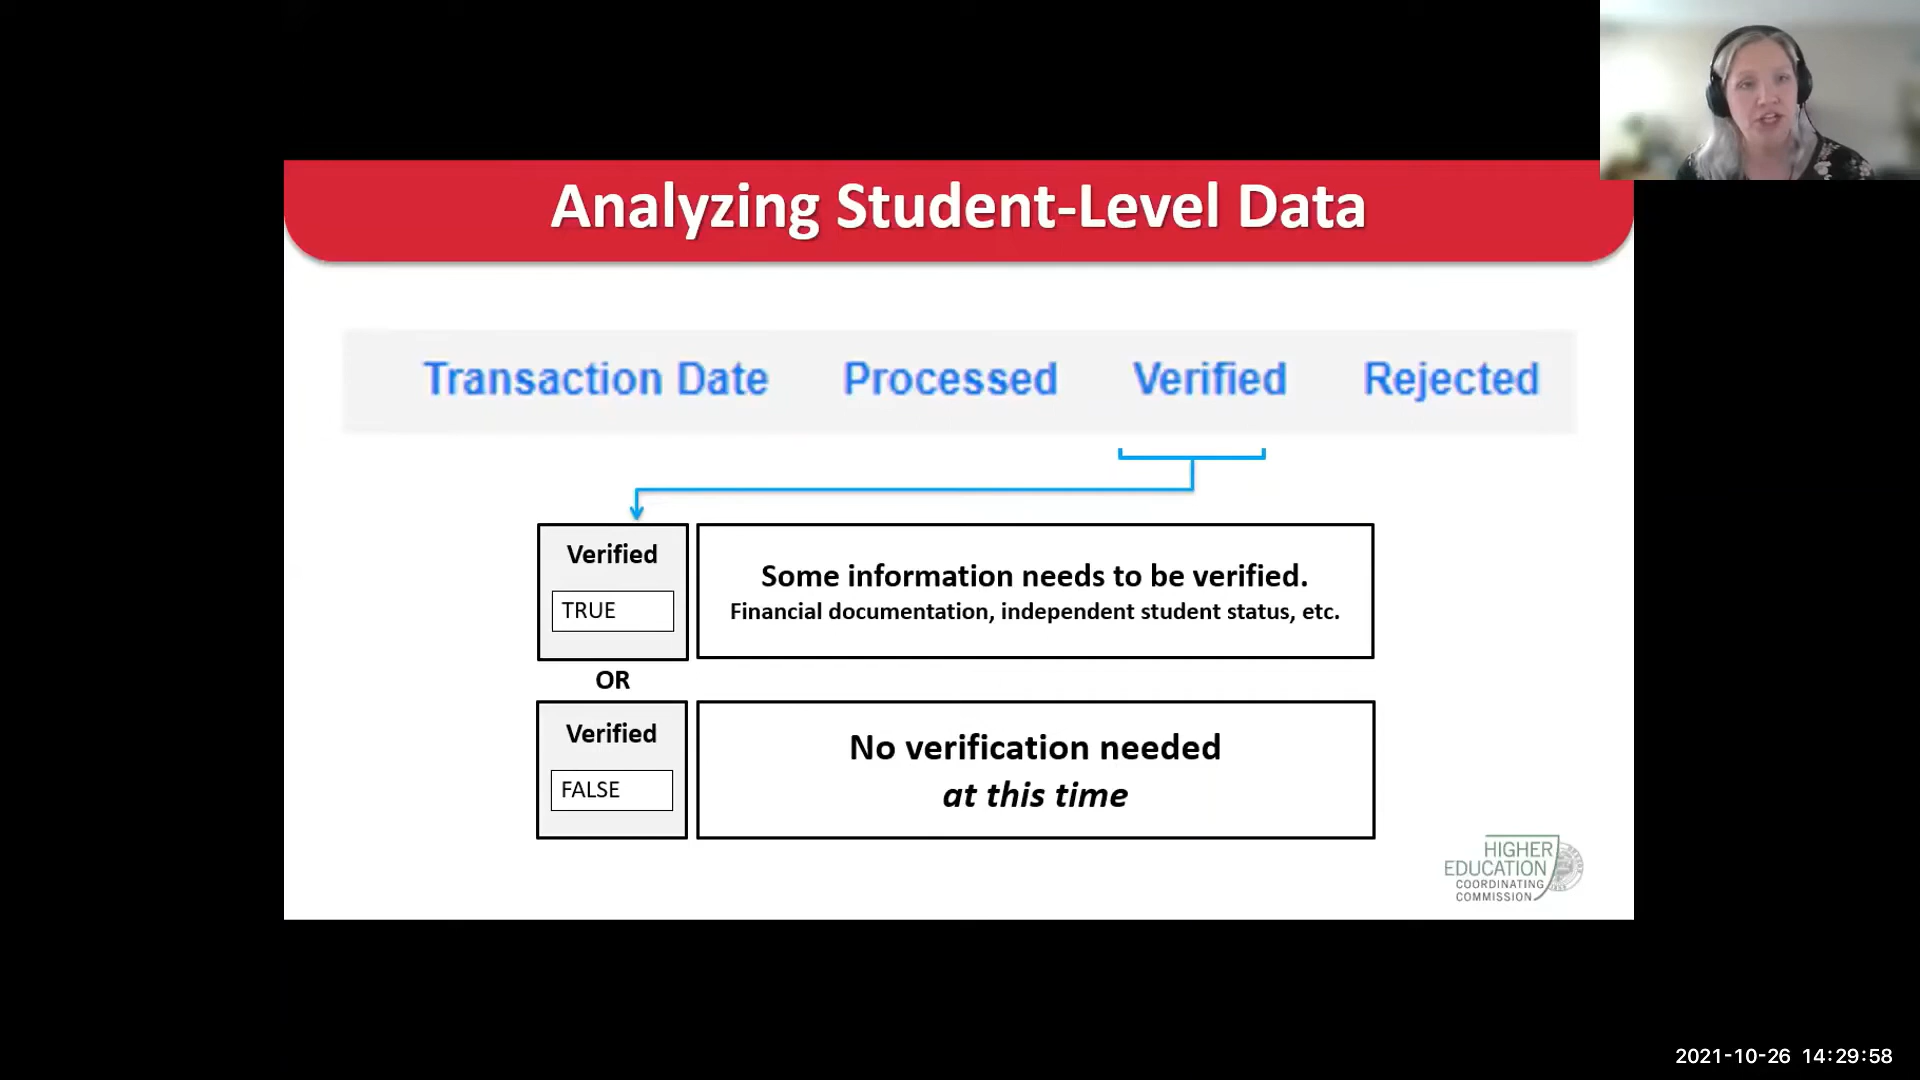 Analyzing Student-Level Data
Transaction Date Processed Verified Rejected
Verified
TRUE
Some information needs to be verified.
Financial documentation, independent student status, etc.
OR
Verified
FALSE
No verification needed
at this time
HIGHER
EDUCATION
COORDINATING
COMMISSION
2021-10-26 14:29:58